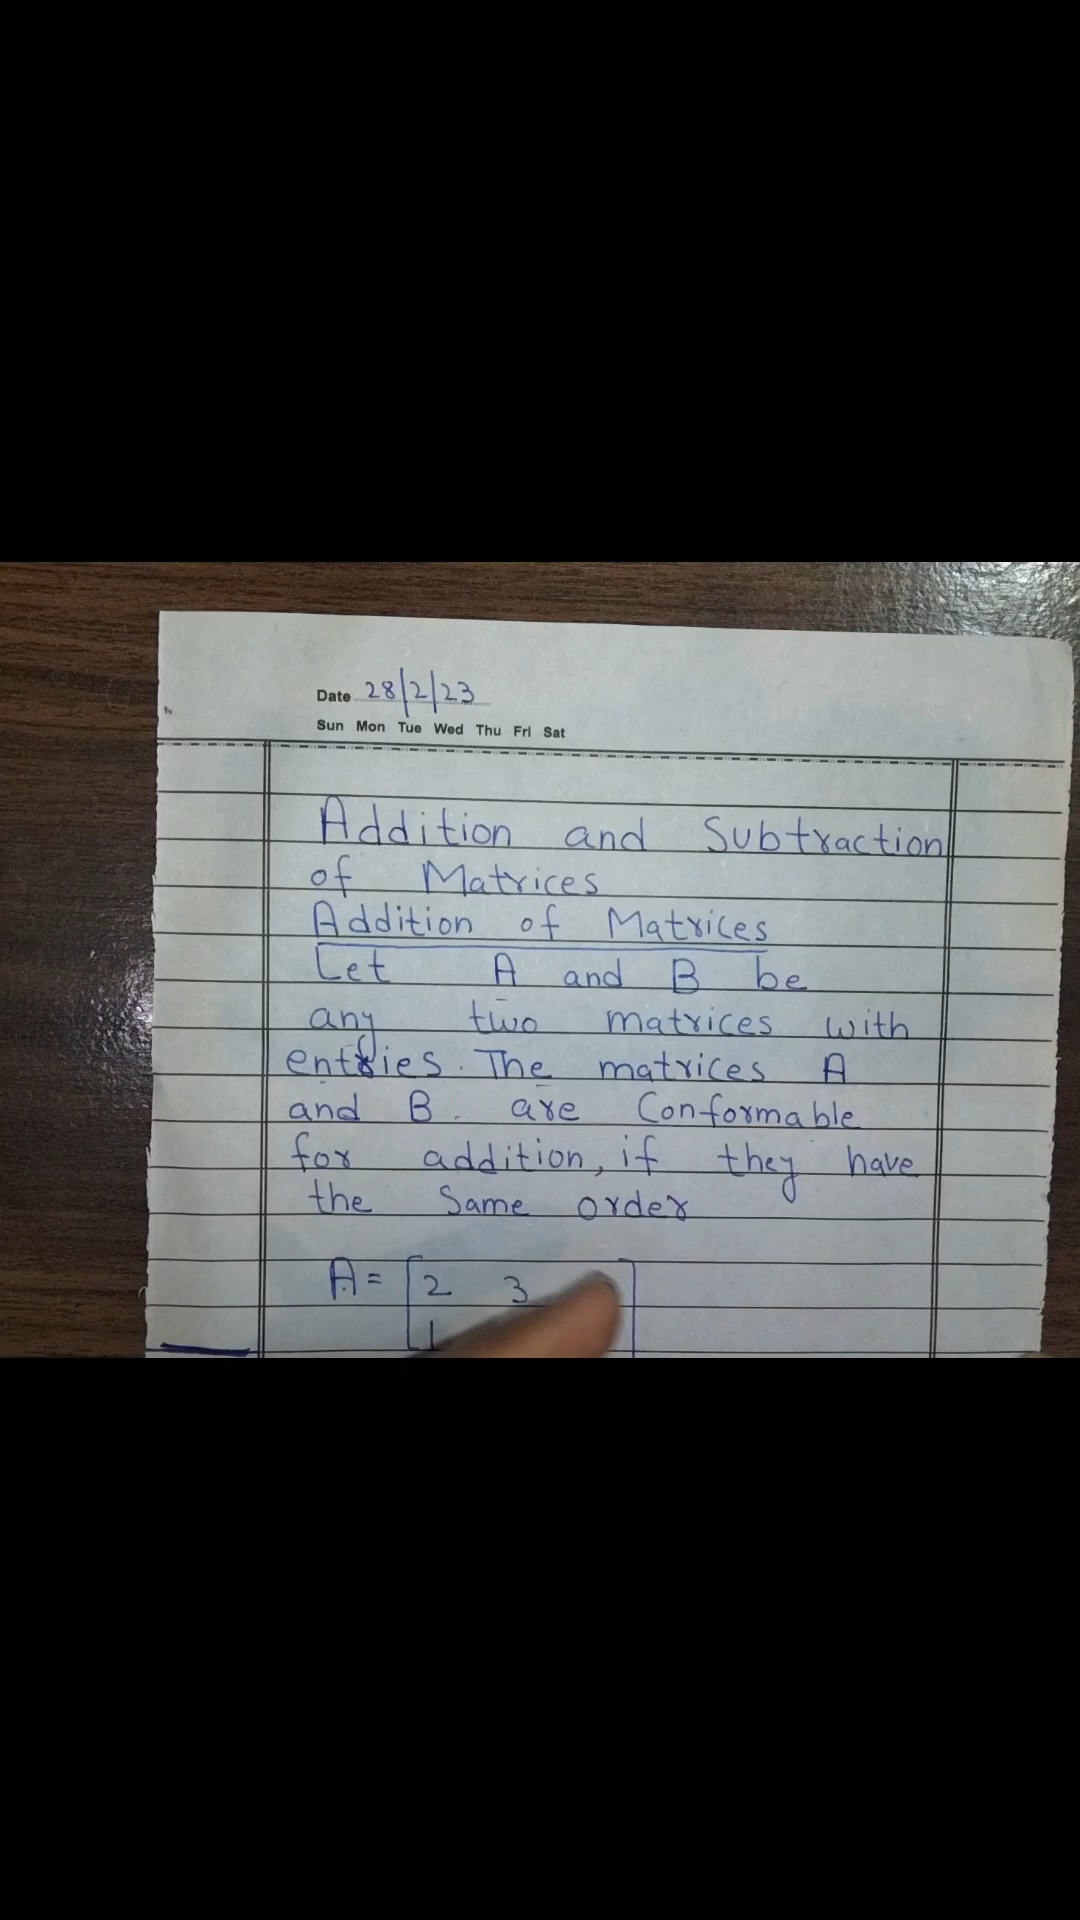 Date 28/2/23
Sun Mon Tue Wed Thu Fri Sat
Addition and Subtraction
of Matrices
Addition of Matrices
Let A and B be
any two matrices with
entries. The matrices A
and B. are Conformable
for addition, if they have
the Same order
A = [2 3
1